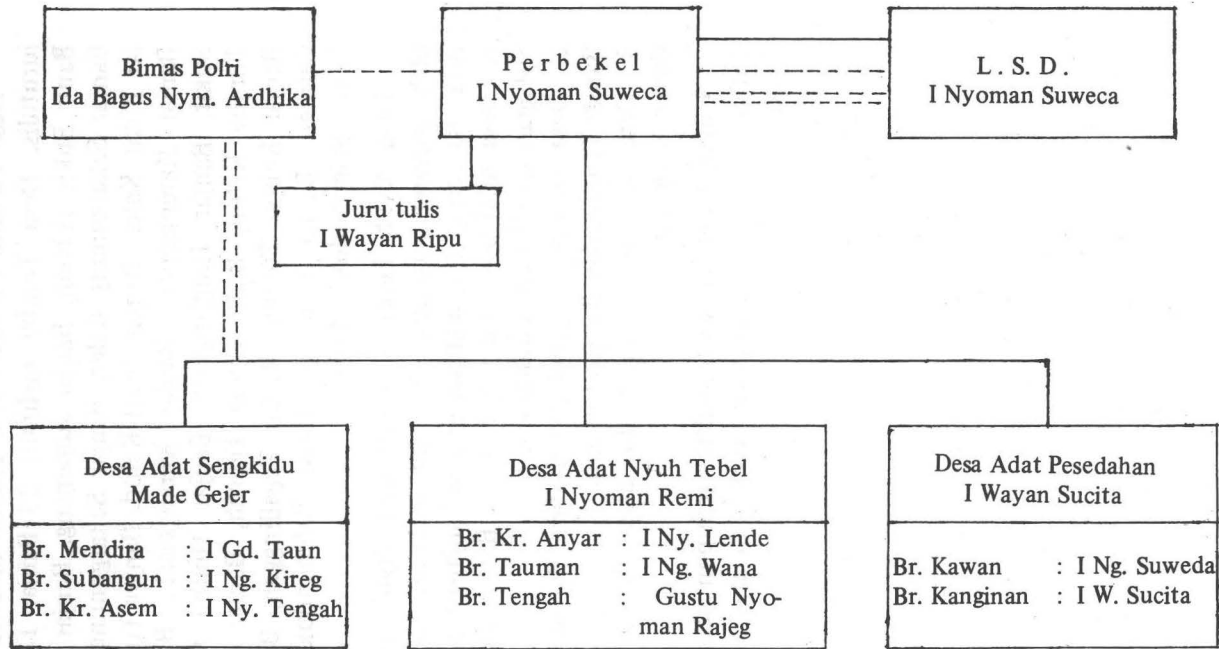 Bimas Polri
Ida Bagus Nym. Ardhika
Perbekel
I Nyoman Suweca
L . S. D .
I Nyoman Suweca
Juru tulis
I Wayan Ripu
Desa Adat Sengkidu
Made Gejer
Br. Mendira : I Gd. Taun
Br. Subangun : I Ng. Kireg
Br. Kr. Asem : I Ny. Tengah
Desa Adat Nyuh Tebel
I Nyoman Remi
Br. Kr. Anyar : I Ny. Lende
Br. Tauman : I Ng. Wana
Br. Tengah : Gustu Nyo-
man Rajeg
Desa Adat Pesedahan
I Wayan Sucita
Br. Kawan : I Ng. Suweda
Br. Kanginan : I W. Sucita